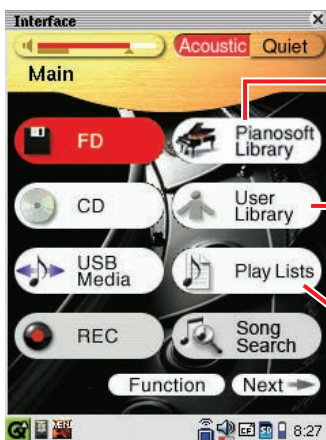 Interface
Acoustic Quiet
Main
FD
Pianosoft
Library
CD
User
Library
USB
Media
Play Lists
REC
Song
Search
Function
Next
8:27